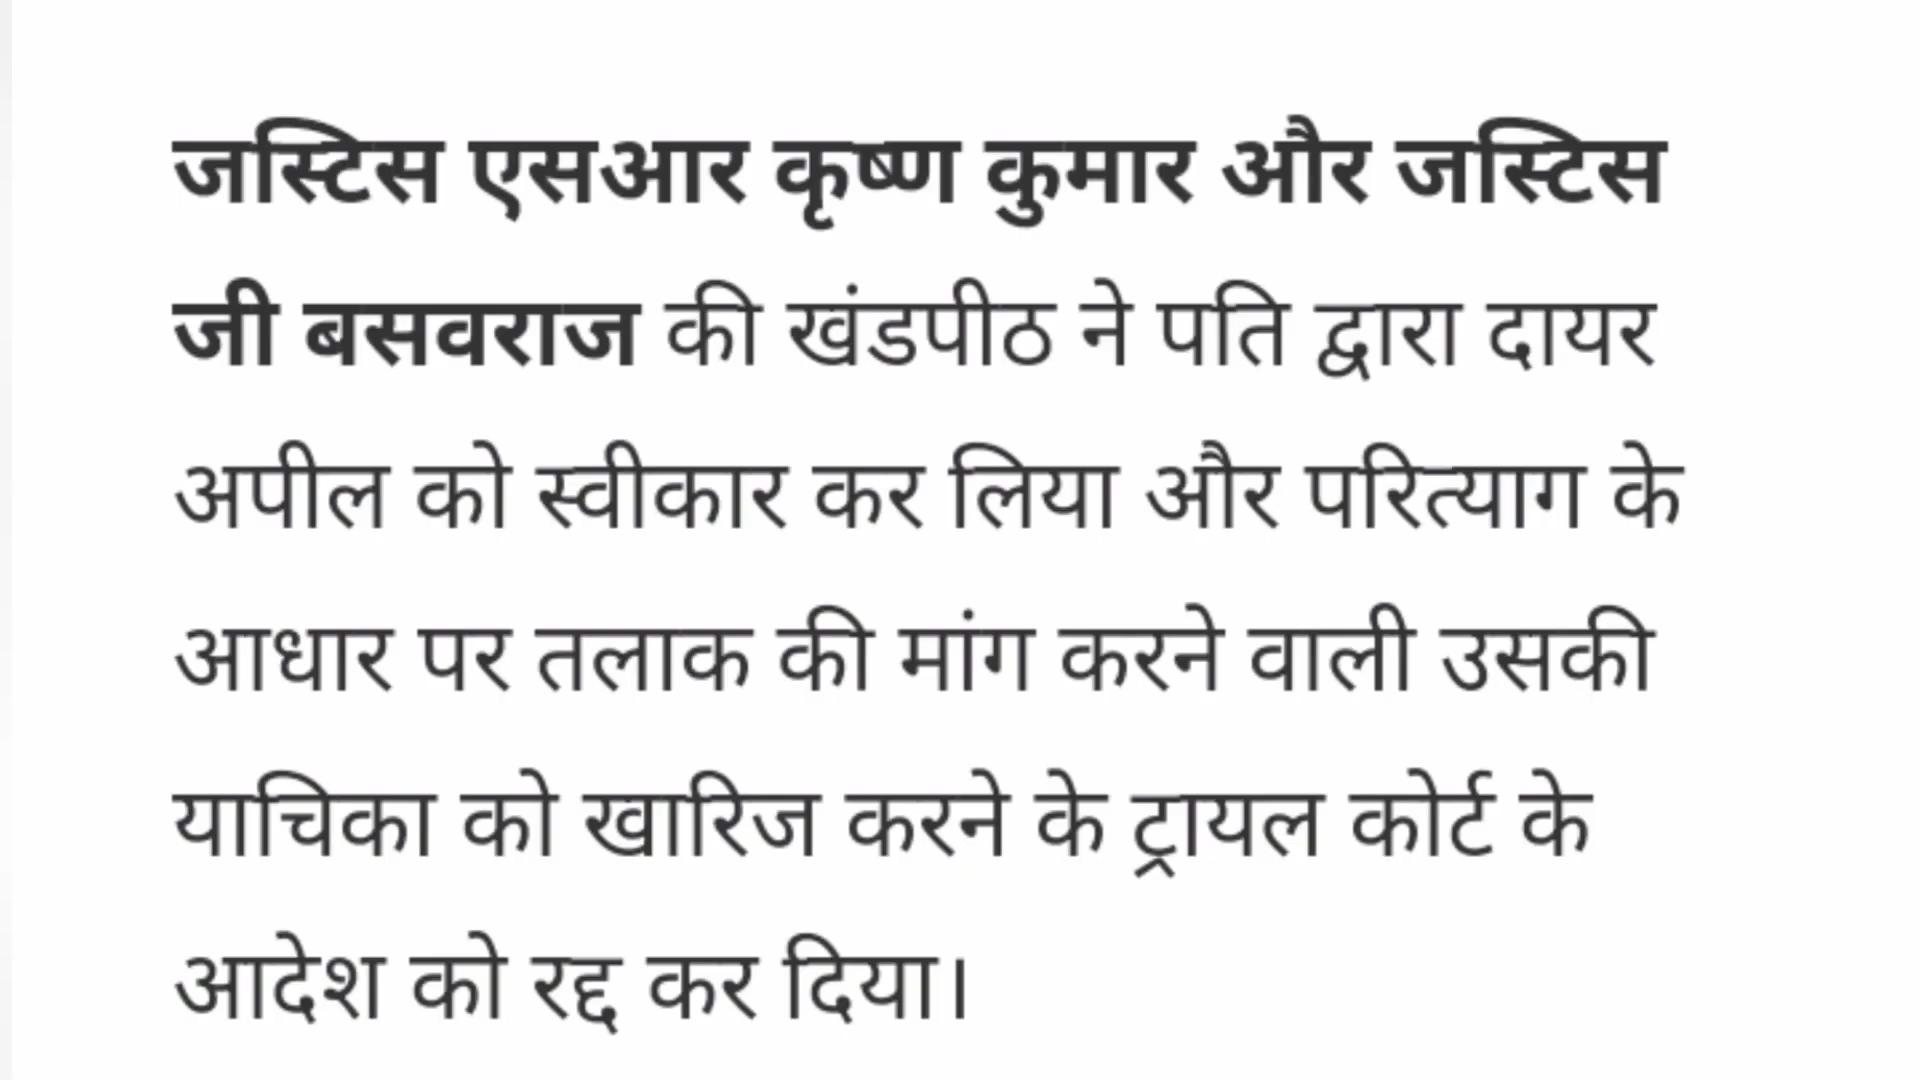 जस्टिस एसआर कृष्ण कुमार और जस्टिस
जी बसवराज की खंडपीठ ने पति द्वारा दायर
अपील को स्वीकार कर लिया और परित्याग के
आधार पर तलाक की मांग करने वाली उसकी
याचिका को खारिज करने के ट्रायल कोर्ट के
आदेश को रद्द कर दिया।